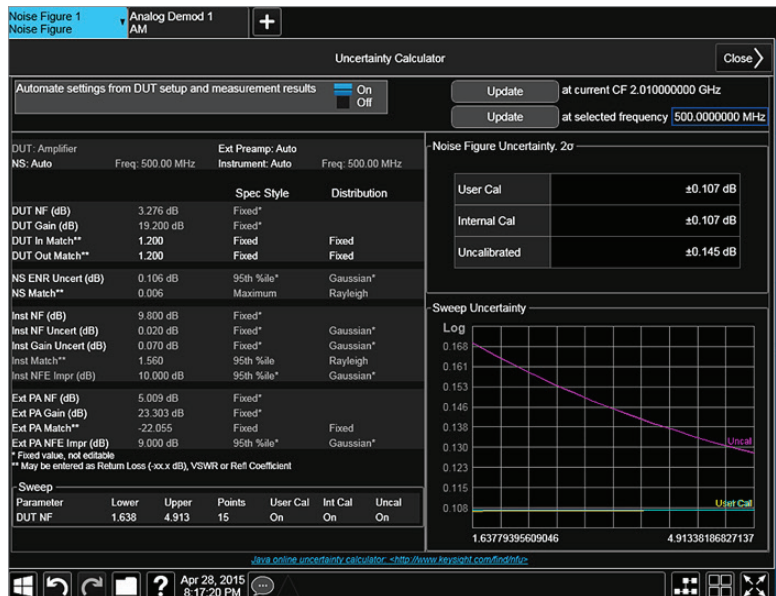 Noise Figure 1
Noise Figure
Analog Demod 1
AM
Uncertainty Calculator
Close
Automate settings from DUT setup and measurement results
On
Off
Update at current CF 2.010000000 GHz
Update at selected frequency 500.0000000 MHz
DUT: Amplifier Ext Preamp: Auto
NS: Auto Freq: 500.00 MHz Instrument: Auto Freq: 500.00 MHz
Spec Style Distribution
DUT NF (dB) 3.276 dB Fixed*
DUT Gain (dB) 19.200 dB Fixed*
DUT In Match** 1.200 Fixed Fixed
DUT Out Match** 1.200 Fixed Fixed
NS ENR Uncert (dB) 0.106 dB 95th %ile* Gaussian*
NS Match** 0.006 Maximum Rayleigh
Inst NF (dB) 9.800 dB Fixed*
Inst NF Uncert (dB) 0.020 dB Fixed* Gaussian*
Inst Gain Uncert (dB) 0.070 dB Fixed* Gaussian*
Inst Match** 1.560 95th %ile Rayleigh
Inst NFE Impr (dB) 10.000 dB 95th %ile* Gaussian*
Ext PA NF (dB) 5.009 dB Fixed*
Ext PA Gain (dB) 23.303 dB Fixed*
Ext PA Match** -22.055 Fixed Fixed
Ext PA NFE Impr (dB) 9.000 dB 95th %ile* Gaussian*
* Fixed value, not editable
** May be entered as Return Loss (-xx.x dB), VSWR or Refl Coefficient
Sweep
Parameter Lower Upper Points User Cal Int Cal Uncal
DUT NF 1.638 4.913 15 On On On
Noise Figure Uncertainty. 2σ
User Cal ±0.107 dB
Internal Cal ±0.107 dB
Uncalibrated ±0.145 dB
Sweep Uncertainty
Log
0.168
0.161
0.153
0.146
0.138
0.130
0.123
0.115
0.108
Uncal
User Cal
1.63779395609046 4.91338186827137
Java online uncertainty calculator: <http://www.keysight.com/find/nfu>
?
Apr 28, 2015
8:17:20 PM